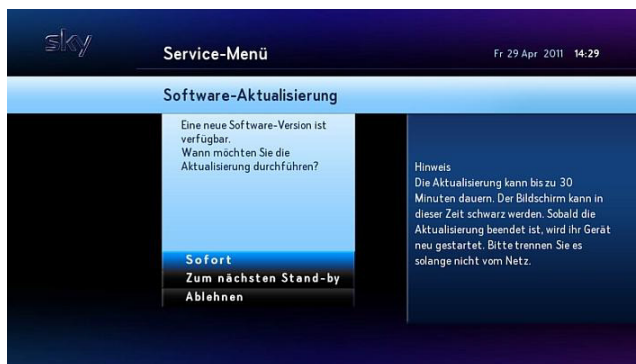 sky
Service-Menü
Fr 29 Apr 2011 14:29
Software-Aktualisierung
Eine neue Software-Version ist
verfügbar.
Wann möchten Sie die
Aktualisierung durchführen?
Sofort
Zum nächsten Stand-by
Ablehnen
Hinweis
Die Aktualisierung kann bis zu 30
Minuten dauern. Der Bildschirm kann in
dieser Zeit schwarz werden. Sobald die
Aktualisierung beendet ist, wird ihr Gerät
neu gestartet. Bitte trennen Sie es
solange nicht vom Netz.